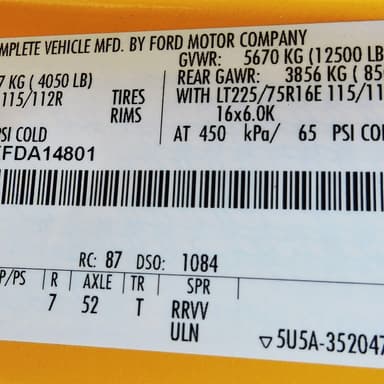 OMPLETE VEHICLE MFD. BY FORD MOTOR COMPANY
GVWR: 5670 KG (12500 LB
7 KG ( 4050 LB) REAR GAWR: 3856 KG ( 85
115/112R TIRES WITH LT225/75R16E 115/11
RIMS 16x6.0K
PSI COLD AT 450 kPa/ 65 PSI CO
FDA14801
RC: 87 DSO: 1084
P/PS R AXLE TR SPR
7 52 T RRVV
ULN ▽5U5A-352047